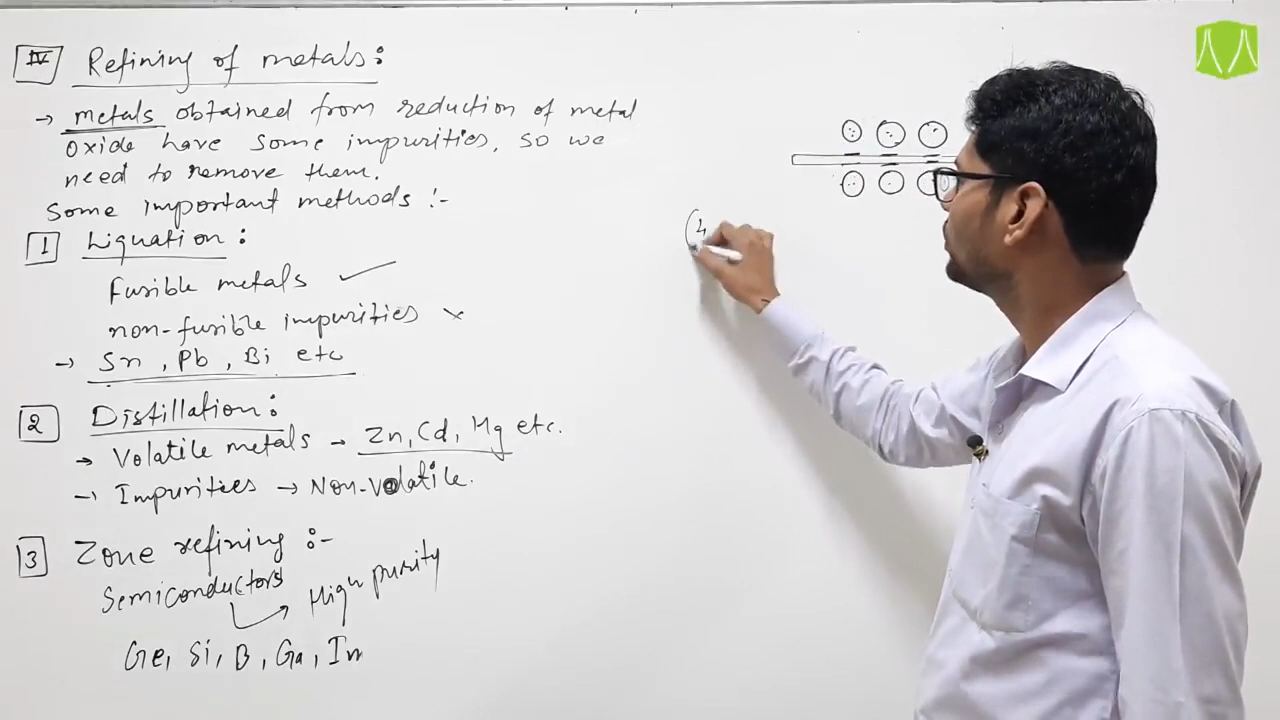 IV Refining of metals:
→ metals obtained from reduction of metal
oxide have some impurities, so we
need to remove them.
Some important methods :-
1 Liquation :
Fusible metals ✓
non-fusible impurities ×
→ Sn, Pb, Bi etc
2 Distillation :
→ Volatile metals → Zn, Cd, Hg etc.
→ Impurities → Non-Volatile.
3 Zone refining :-
Semiconductors → High purity
Ge, Si, B, Ga, In
4